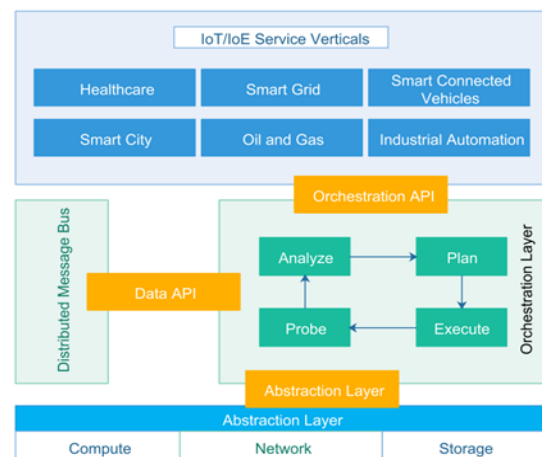 IoT/IoE Service Verticals
Healthcare
Smart Grid
Smart Connected
Vehicles
Smart City
Oil and Gas
Industrial Automation
Orchestration API
Distributed Message Bus
Data API
Analyze
Plan
Probe
Execute
Orchestration Layer
Abstraction Layer
Abstraction Layer
Compute
Network
Storage